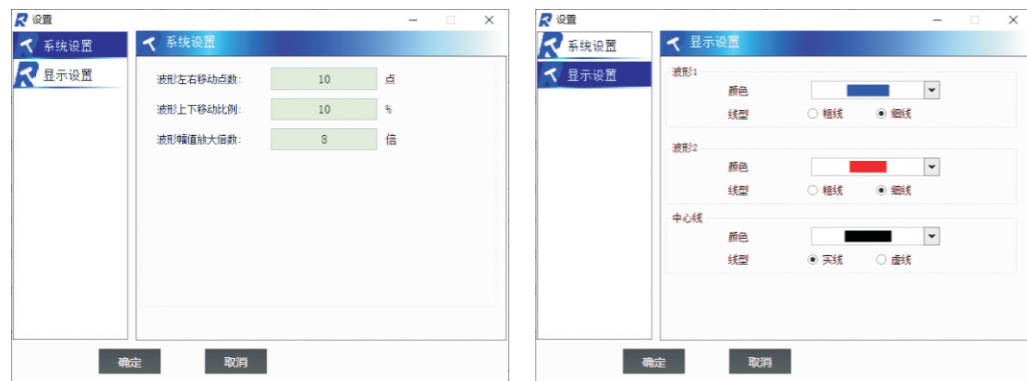 设置
系统设置
显示设置
系统设置
波形左右移动点数: 10 点
波形上下移动比例: 10 %
波形幅值放大倍数: 8 倍
确定 取消
设置
系统设置
显示设置
显示设置
波形1
颜色
线型 粗线 细线
波形2
颜色
线型 粗线 细线
中心线
颜色
线型 实线 虚线
确定 取消